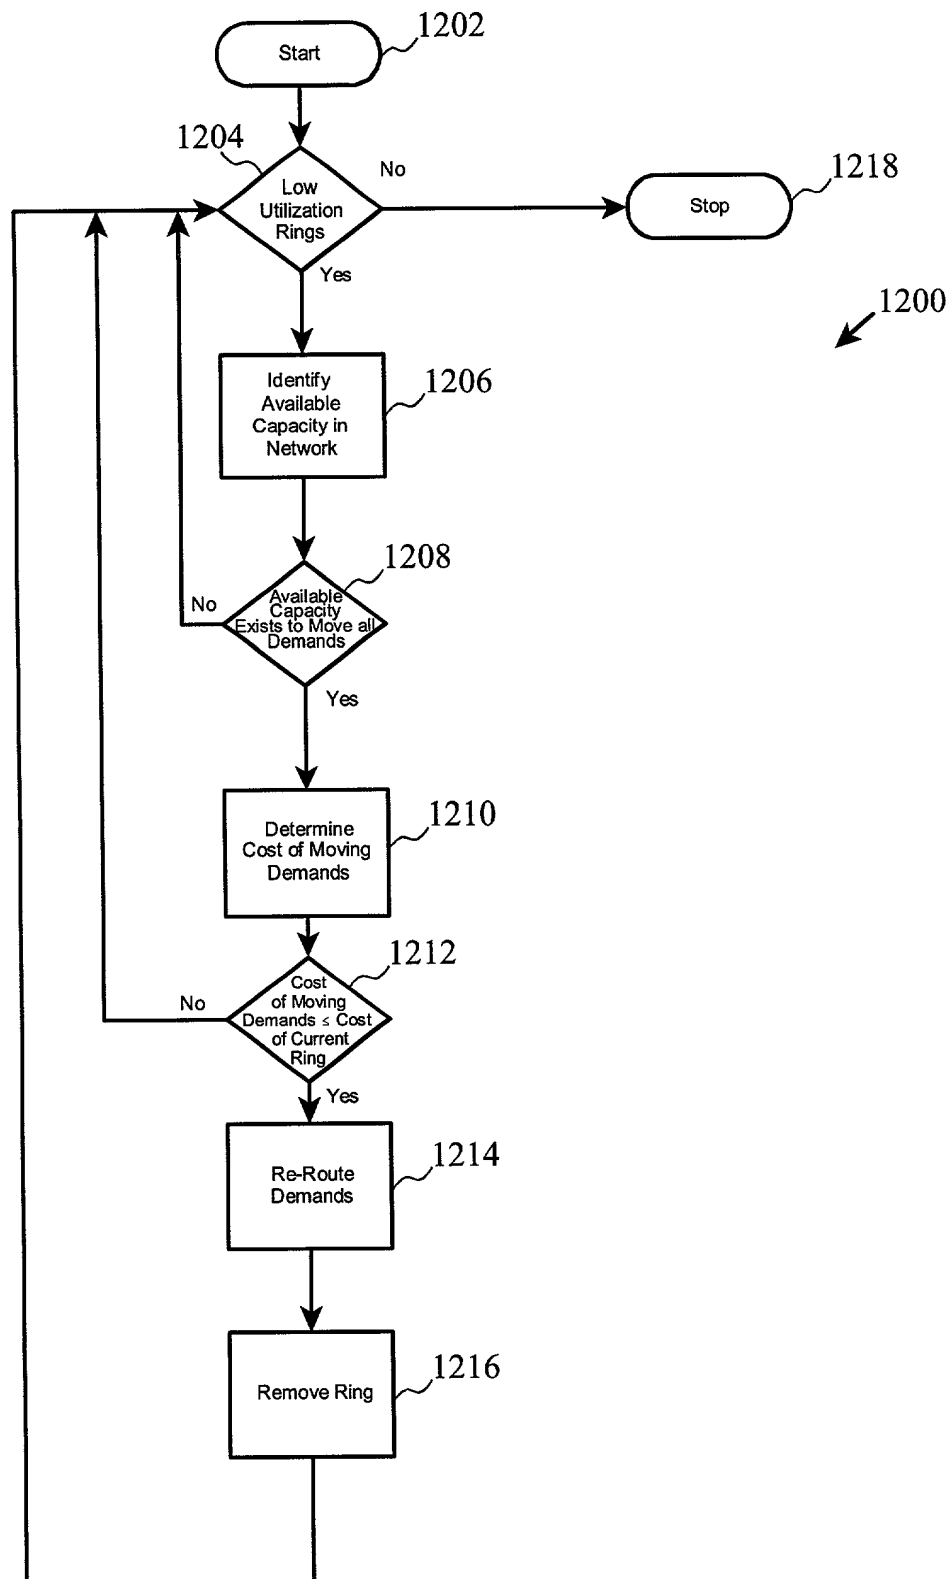 1202
Start
1204
Low
Utilization
Rings
No
Yes
1218
Stop
1200
Identify
Available
Capacity in
Network
1206
1208
Available
Capacity
Exists to Move all
Demands
No
Yes
Determine
Cost of Moving
Demands
1210
1212
Cost
of Moving
Demands ≤ Cost
of Current
Ring
No
Yes
Re-Route
Demands
1214
Remove Ring
1216